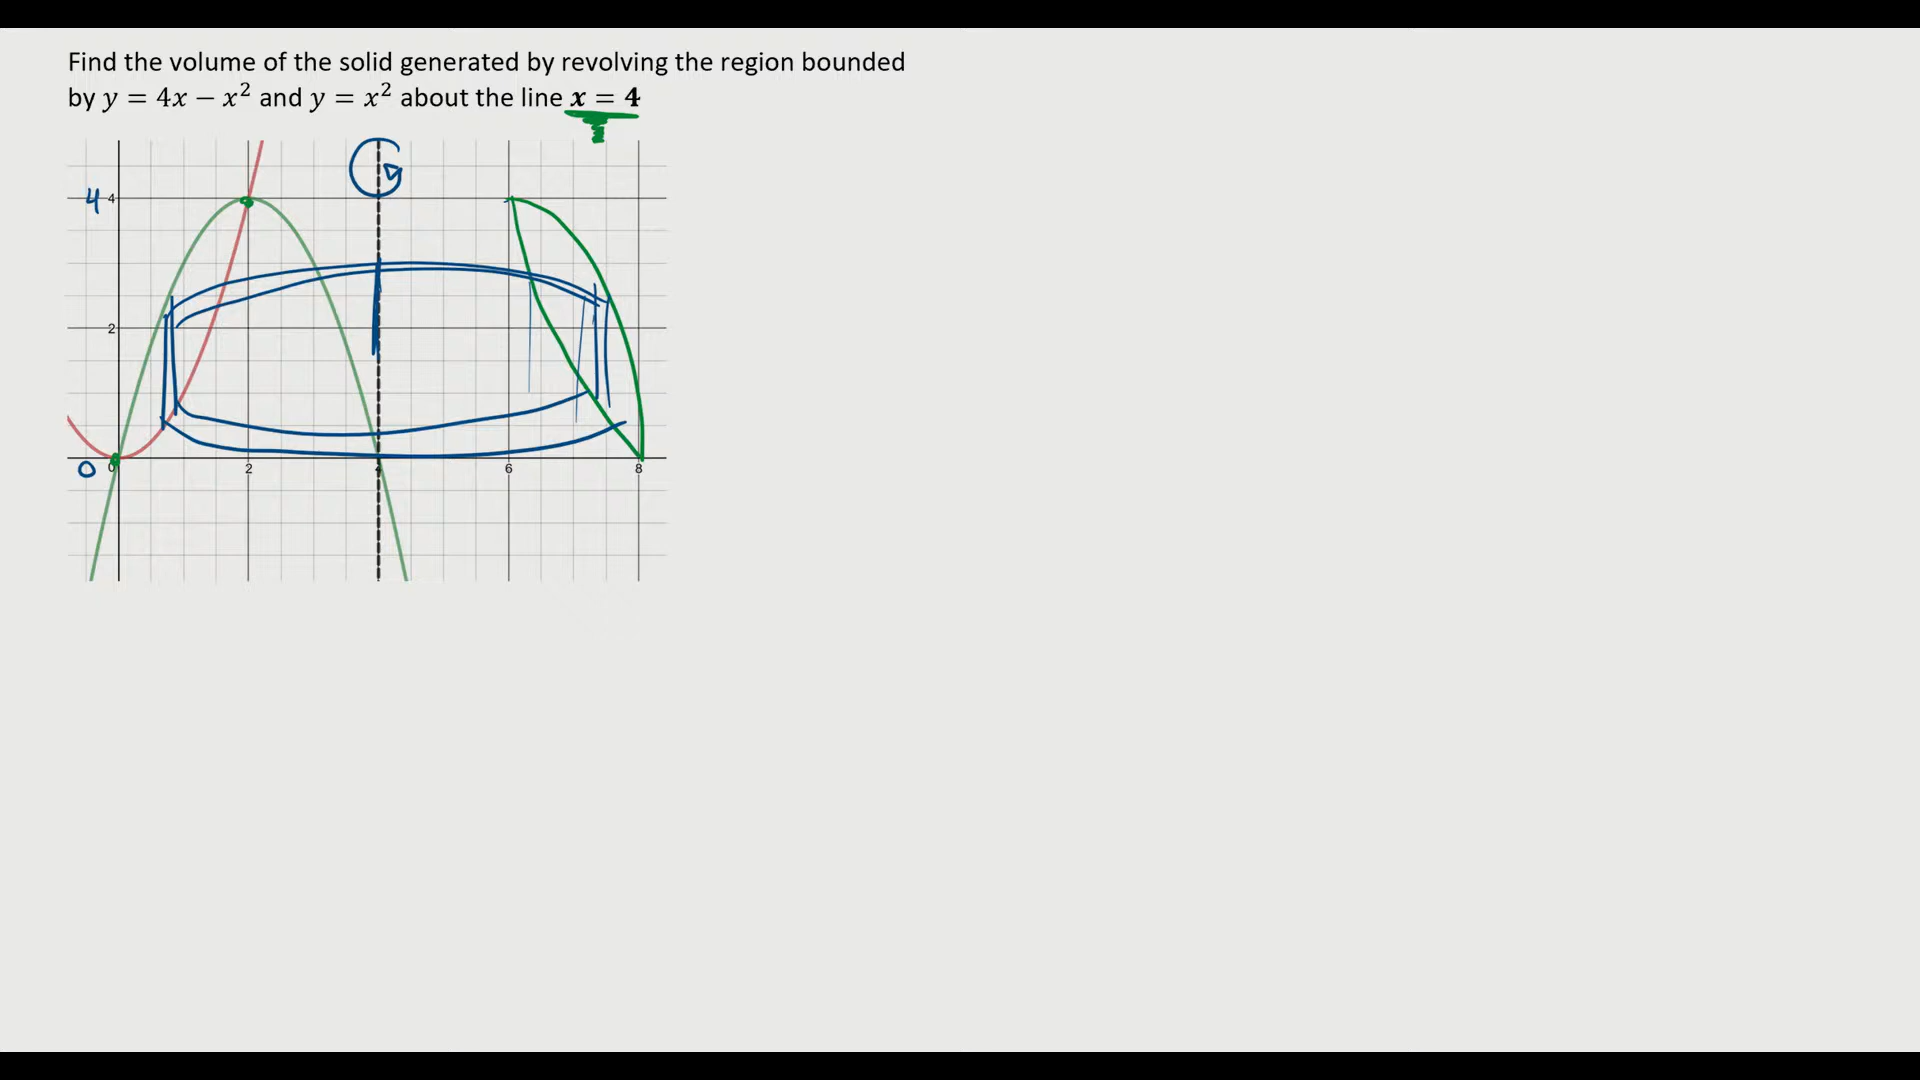 Find the volume of the solid generated by revolving the region bounded
by y = 4x − x² and y = x² about the line x = 4
4 4
2
0 0 2 4 6 8